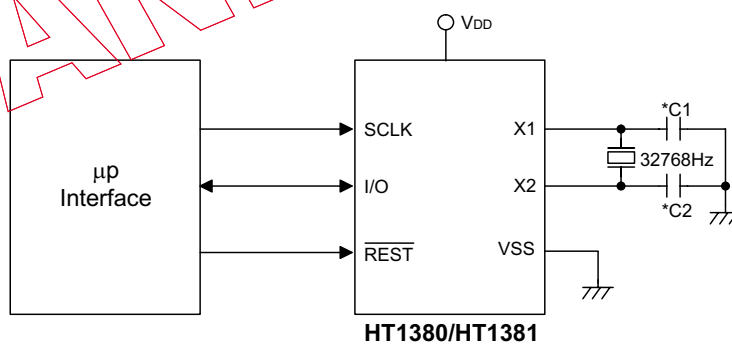 VDD
μp
Interface
SCLK
I/O
REST
X1
X2
VSS
*C1
32768Hz
*C2
HT1380/HT1381